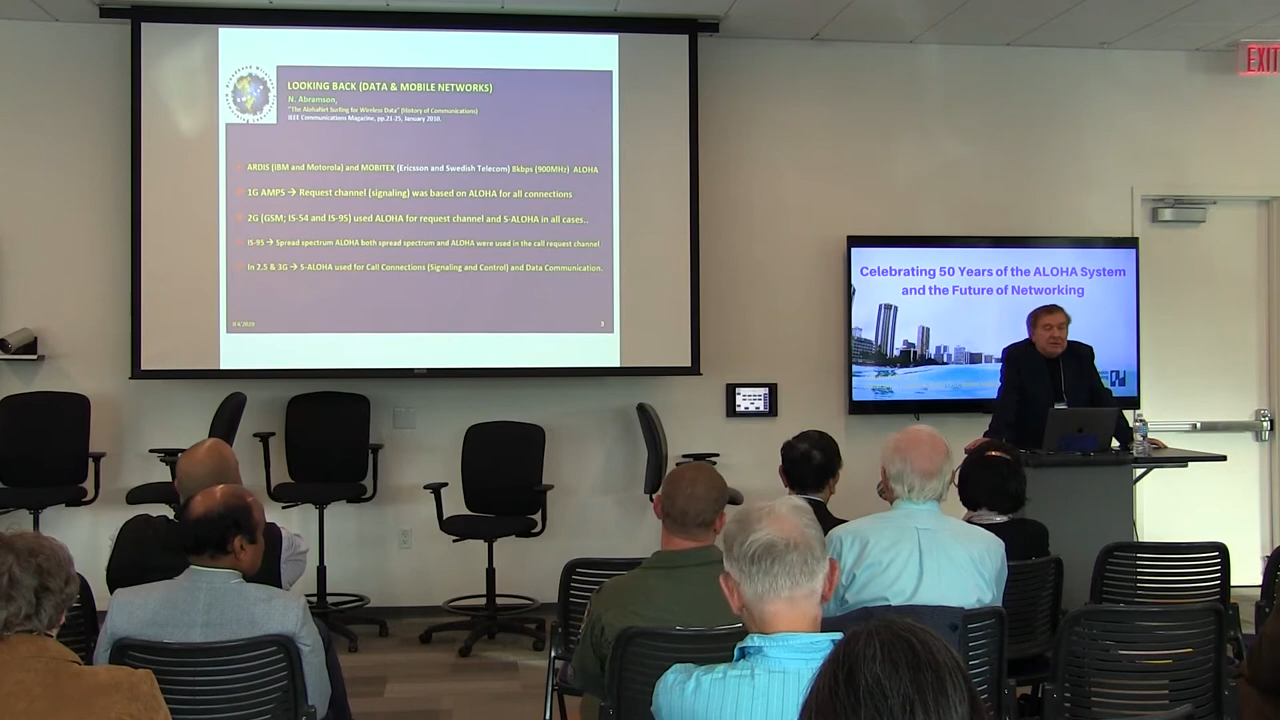 LOOKING BACK (DATA & MOBILE NETWORKS)
N. Abramson,
"The AlohaNet Surfing for Wireless Data" (History of Communications)
IEEE Communications Magazine, pp.21-25, January 2010.
ARDIS (IBM and Motorola) and MOBITEX (Ericsson and Swedish Telecom) 8kbps (900MHz) ALOHA
1G AMPS → Request channel (signaling) was based on ALOHA for all connections
2G (GSM; IS-54 and IS-95) used ALOHA for request channel and S-ALOHA in all cases..
IS-95 → Spread spectrum ALOHA both spread spectrum and ALOHA were used in the call request channel
In 2.5 & 3G → S-ALOHA used for Call Connections (Signaling and Control) and Data Communication.
3
EXIT
Celebrating 50 Years of the ALOHA System
and the Future of Networking